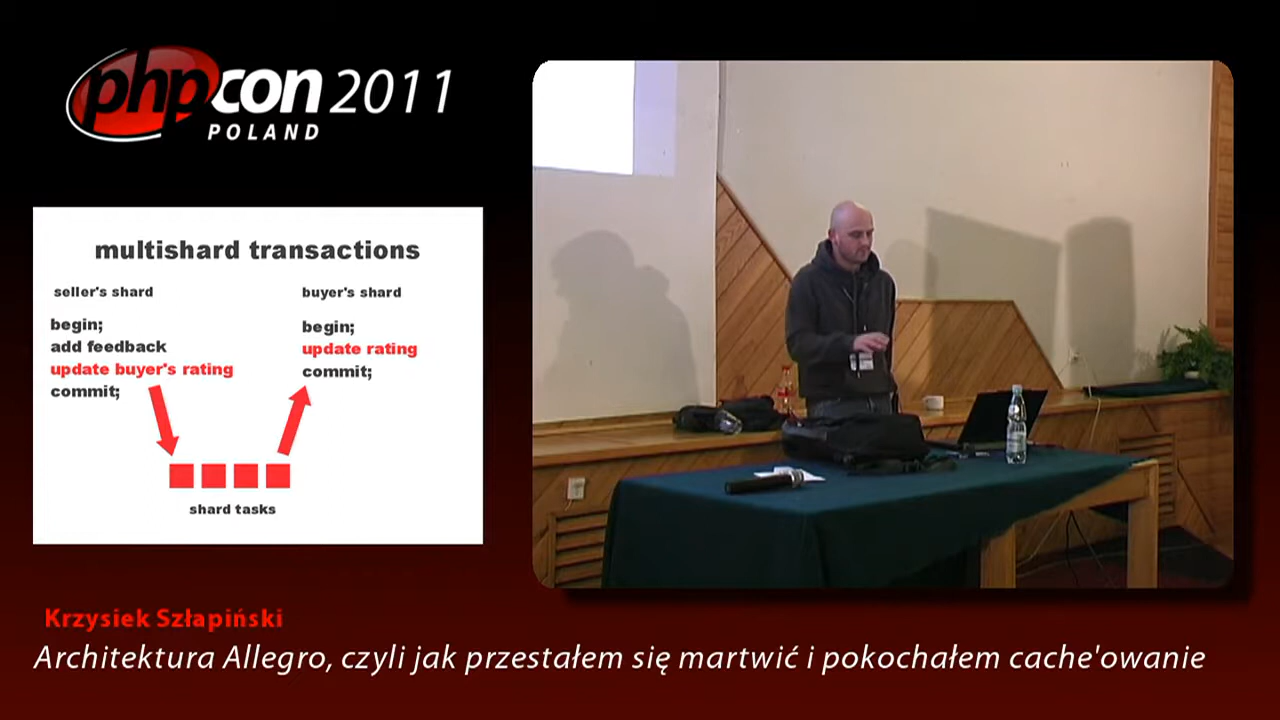 phpcon 2011
POLAND
multishard transactions
seller's shard
buyer's shard
begin;
add feedback
update buyer's rating
commit;
begin;
update rating
commit;
shard tasks
Krzysiek Szłapiński
Architektura Allegro, czyli jak przestałem się martwić i pokochałem cache'owanie